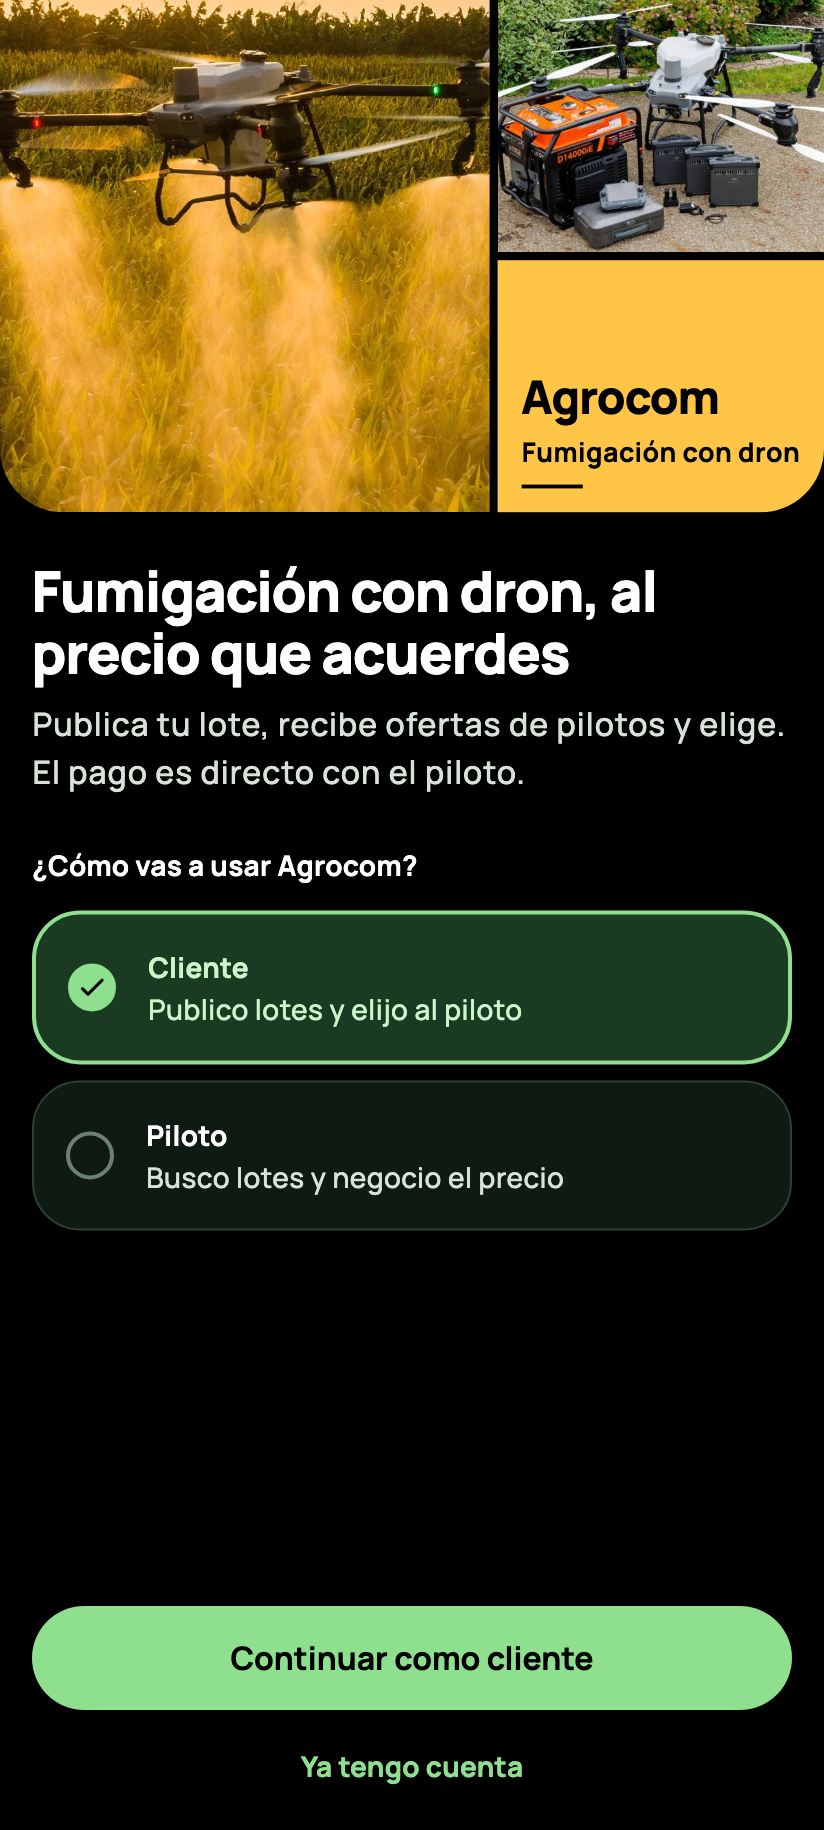 D14000iE
Agrocom
Fumigación con dron
Fumigación con dron, al
precio que acuerdes
Publica tu lote, recibe ofertas de pilotos y elige.
El pago es directo con el piloto.
¿Cómo vas a usar Agrocom?
Cliente
Publico lotes y elijo al piloto
Piloto
Busco lotes y negocio el precio
Continuar como cliente
Ya tengo cuenta